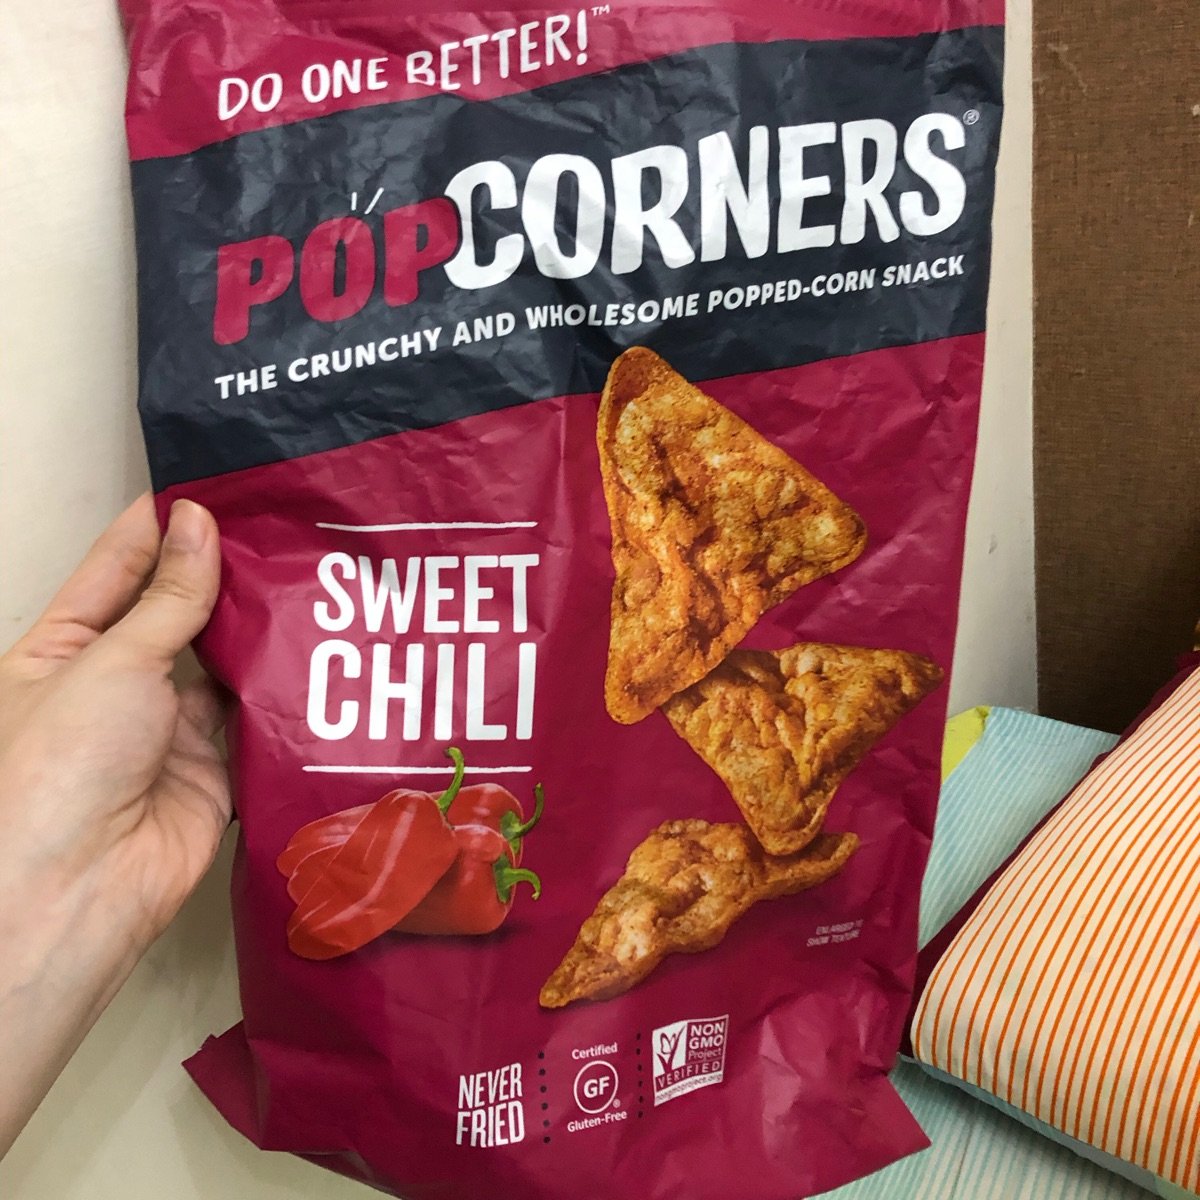 DO ONE BETTER!™
POPCORNERS®
THE CRUNCHY AND WHOLESOME POPPED-CORN SNACK
SWEET
CHILI
ENLARGED TO
SHOW TEXTURE
NEVER
FRIED
Certified
GF®
Gluten-Free
NON
GMO
Project
VERIFIED
nongmoproject.org